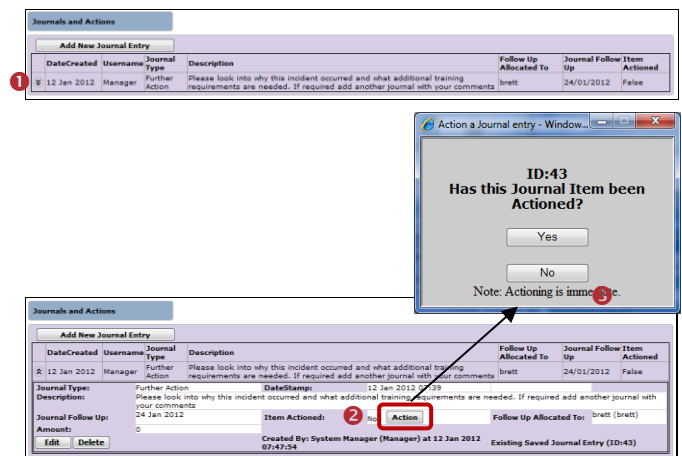 Journals and Actions
Add New Journal Entry
DateCreated Username Journal Type Description Follow Up Allocated To Journal Follow Up Item Actioned
1
12 Jan 2012 Manager Further Action Please look into why this incident occurred and what additional training requirements are needed. If required add another journal with your comments brett 24/01/2012 False
Action a Journal entry - Window...
ID:43
Has this Journal Item been
Actioned?
Yes
No
Note: Actioning is immediate.
3
Journals and Actions
Add New Journal Entry
DateCreated Username Journal Type Description Follow Up Allocated To Journal Follow Up Item Actioned
12 Jan 2012 Manager Further Action Please look into why this incident occurred and what additional training requirements are needed. If required add another journal with your comments brett 24/01/2012 False
Journal Type: Further Action DateStamp: 12 Jan 2012 07:39
Description: Please look into why this incident occurred and what additional training requirements are needed. If required add another journal with
your comments
Journal Follow Up: 24 Jan 2012 Item Actioned: 2 No Action Follow Up Allocated To: brett (brett)
Amount: 0
Edit Delete Created By: System Manager (Manager) at 12 Jan 2012 07:47:54 Existing Saved Journal Entry (ID:43)